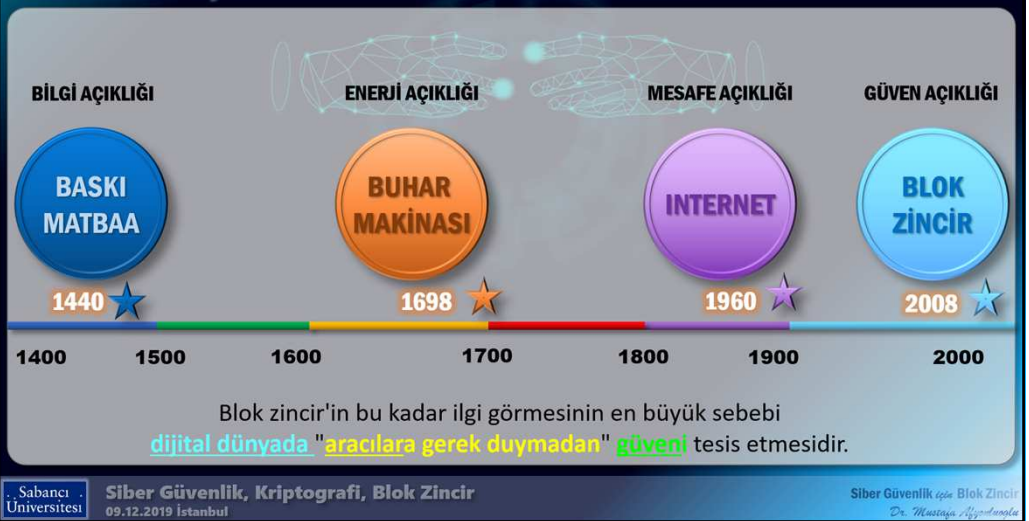 BİLGİ AÇIKLIĞI
ENERJİ AÇIKLIĞI
MESAFE AÇIKLIĞI
GÜVEN AÇIKLIĞI
BASKI
MATBAA
BUHAR
MAKİNASI
INTERNET
BLOK
ZİNCİR
1440
1698
1960
2008
1400 1500 1600 1700 1800 1900 2000
Blok zincir'in bu kadar ilgi görmesinin en büyük sebebi
dijital dünyada "aracılara gerek duymadan" güveni tesis etmesidir.
Sabancı
Üniversitesi
Siber Güvenlik, Kriptografi, Blok Zincir
09.12.2019 İstanbul
Siber Güvenlik için Blok Zincir
Dr. Mustafa